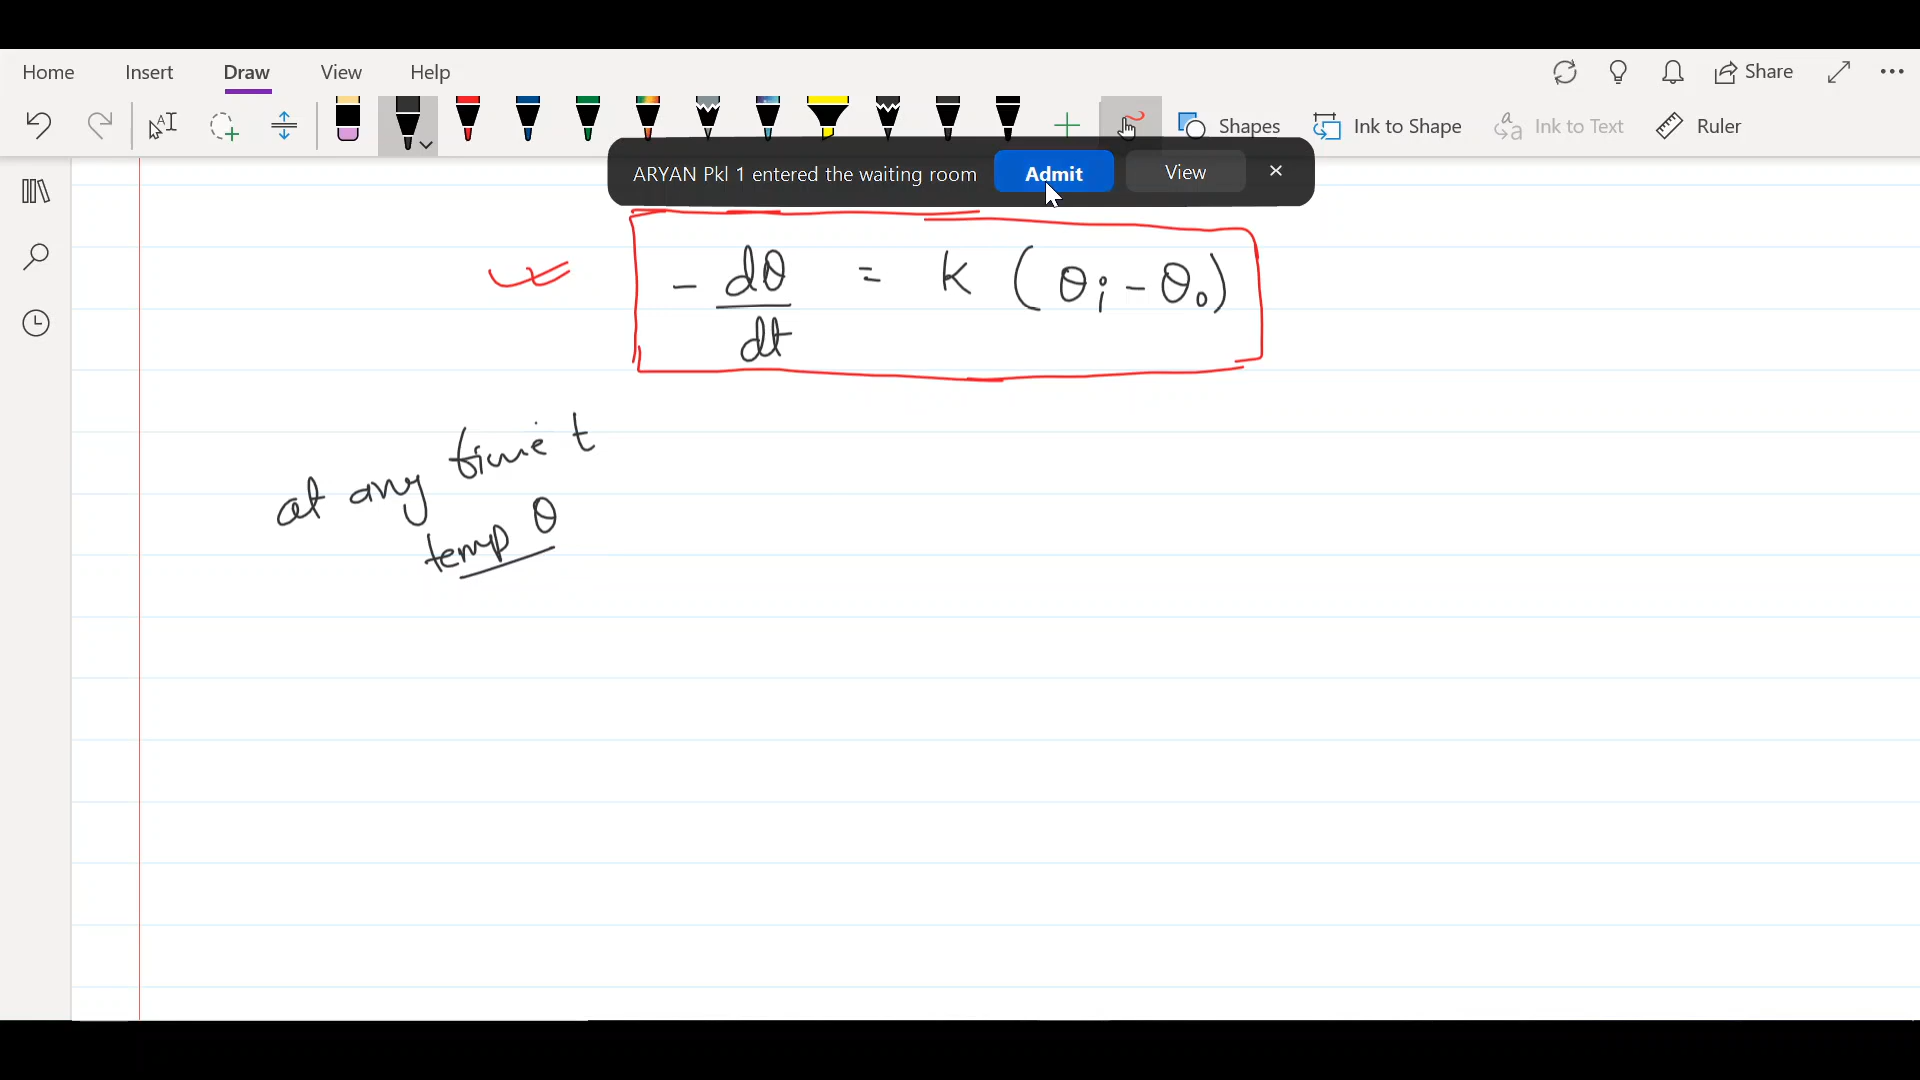 Home Insert Draw View Help Share
Shapes Ink to Shape Ink to Text Ruler
ARYAN Pkl 1 entered the waiting room Admit View
- dθ/dt = k (θi - θo)
at any time t
temp θ